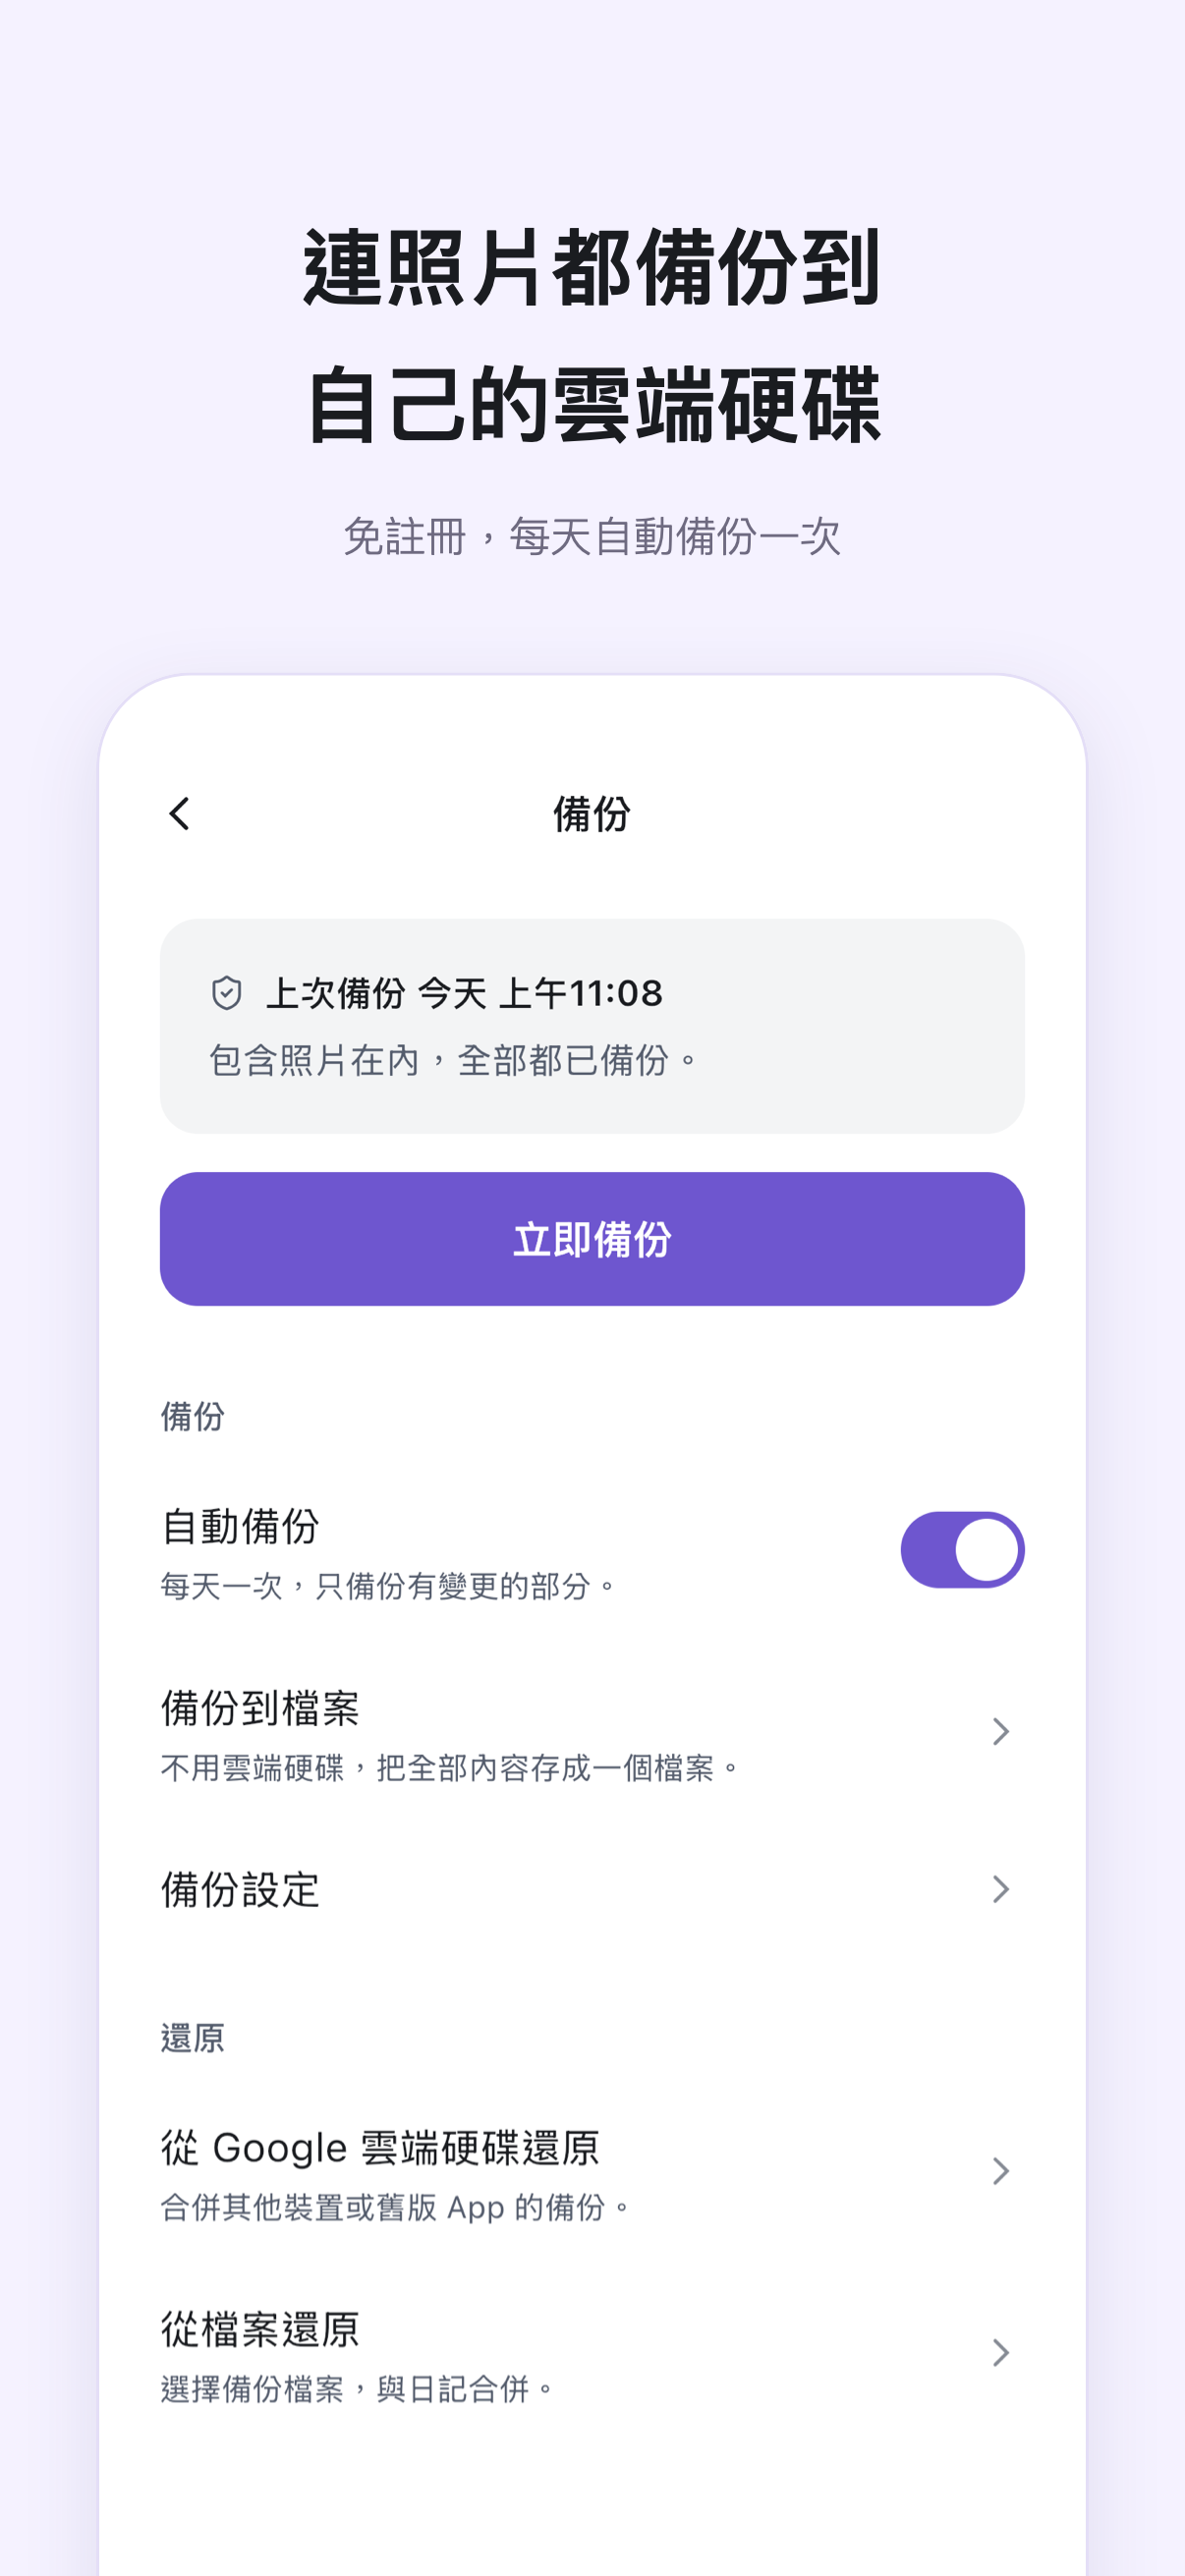 連照片都備份到
自己的雲端硬碟
免註冊，每天自動備份一次
備份
上次備份 今天 上午11:08
包含照片在內，全部都已備份。
立即備份
備份
自動備份
每天一次，只備份有變更的部分。
備份到檔案
不用雲端硬碟，把全部內容存成一個檔案。
備份設定
還原
從 Google 雲端硬碟還原
合併其他裝置或舊版 App 的備份。
從檔案還原
選擇備份檔案，與日記合併。